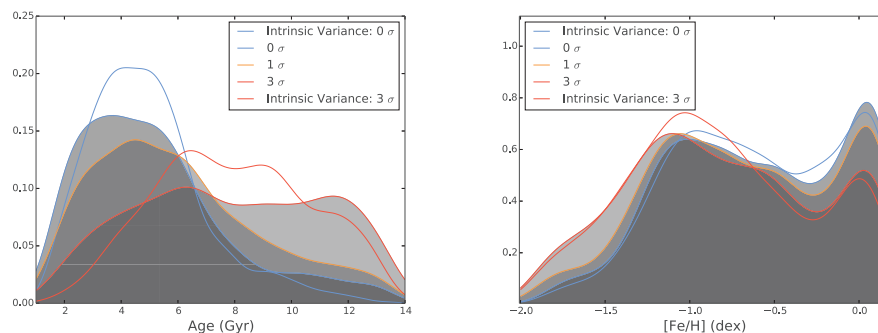 0.25
0.20
0.15
0.10
0.05
0.00
2
4
6
8
10
12
14
Age (Gyr)
Intrinsic Variance: 0 σ
0 σ
1 σ
3 σ
Intrinsic Variance: 3 σ
1.0
0.8
0.6
0.4
0.2
−2.0
−1.5
−1.0
−0.5
0.0
[Fe/H] (dex)
Intrinsic Variance: 0 σ
0 σ
1 σ
3 σ
Intrinsic Variance: 3 σ